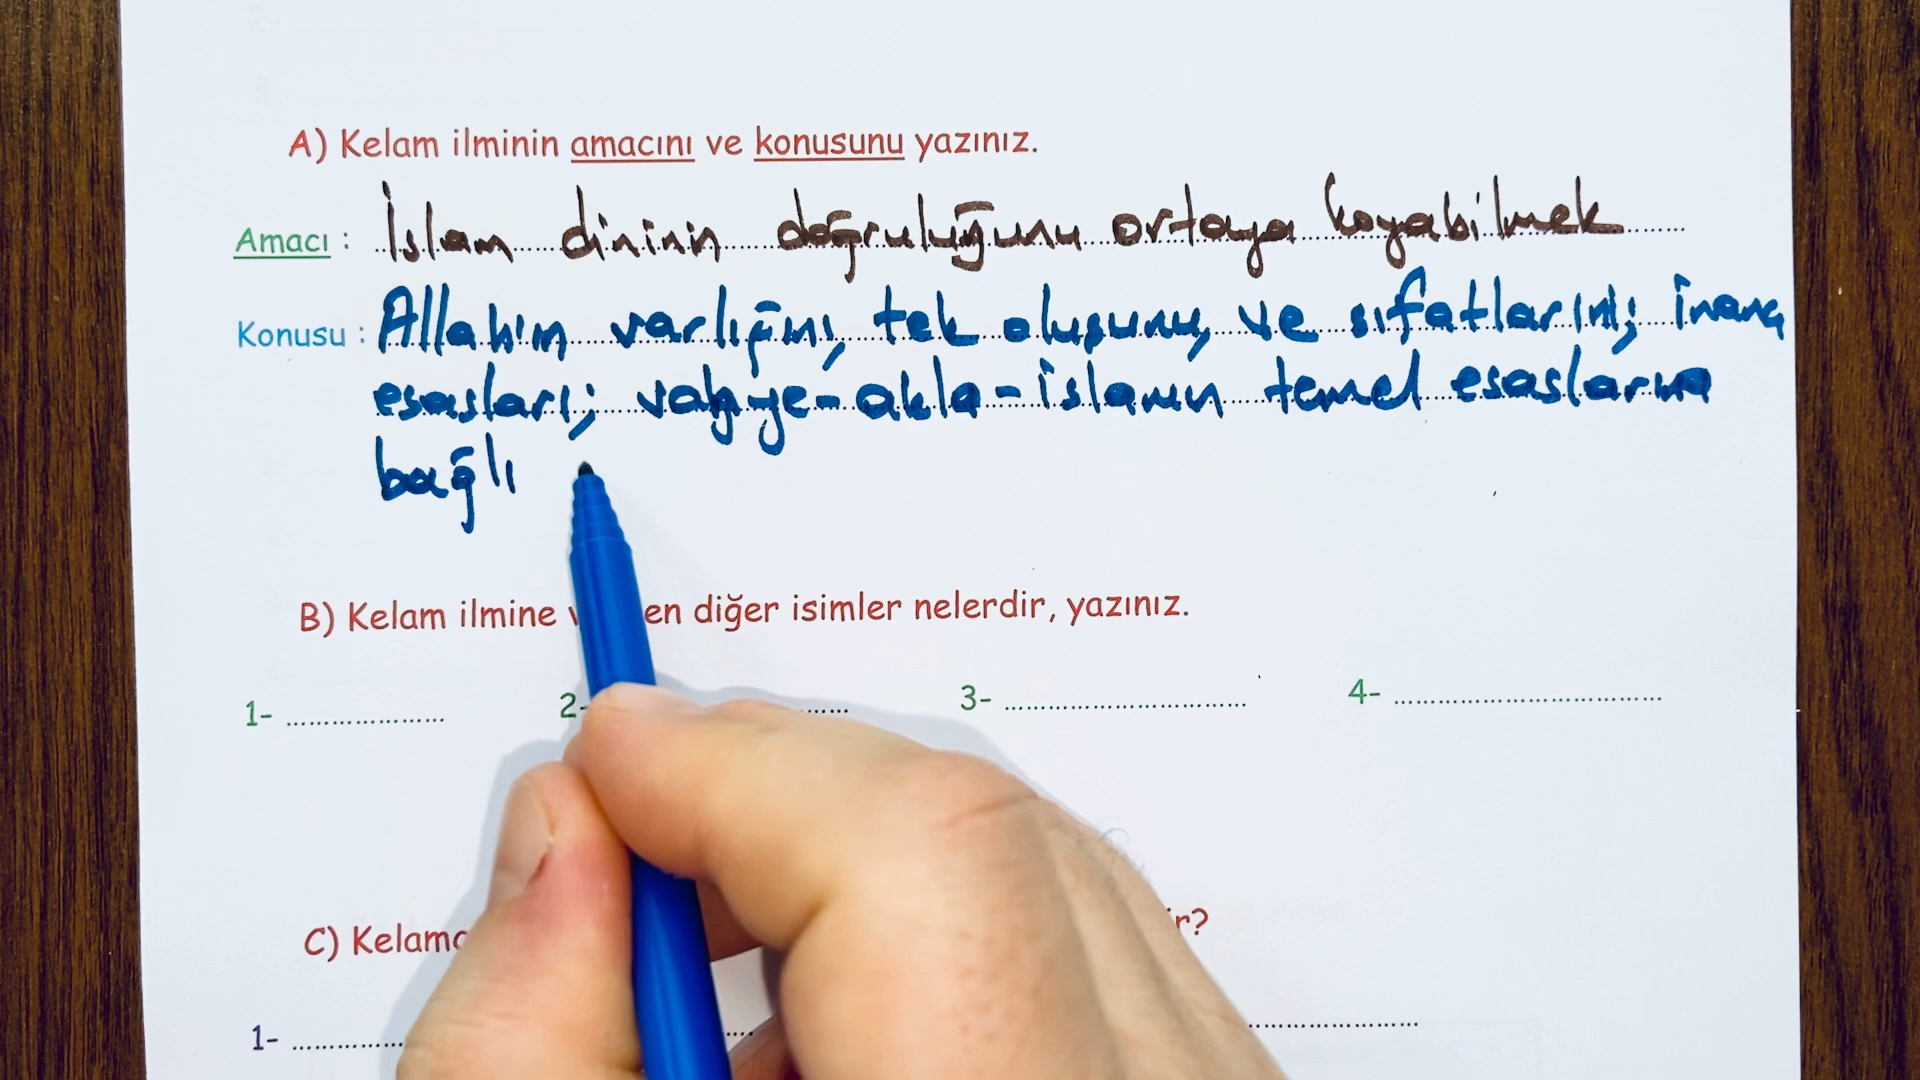 A) Kelam ilminin amacını ve konusunu yazınız.
Amacı : İslam dininin doğruluğunu ortaya koyabilmek
Konusu : Allahın varlığını, tek oluşunu, ve sıfatlarını; inanç
esasları; vahye-akla-islamın temel esaslarına
bağlı
B) Kelam ilmine en diğer isimler nelerdir, yazınız.
1- .................. 2- ...... 3- ........................... 4- ..............................
C) Kelamc r?
1- ............